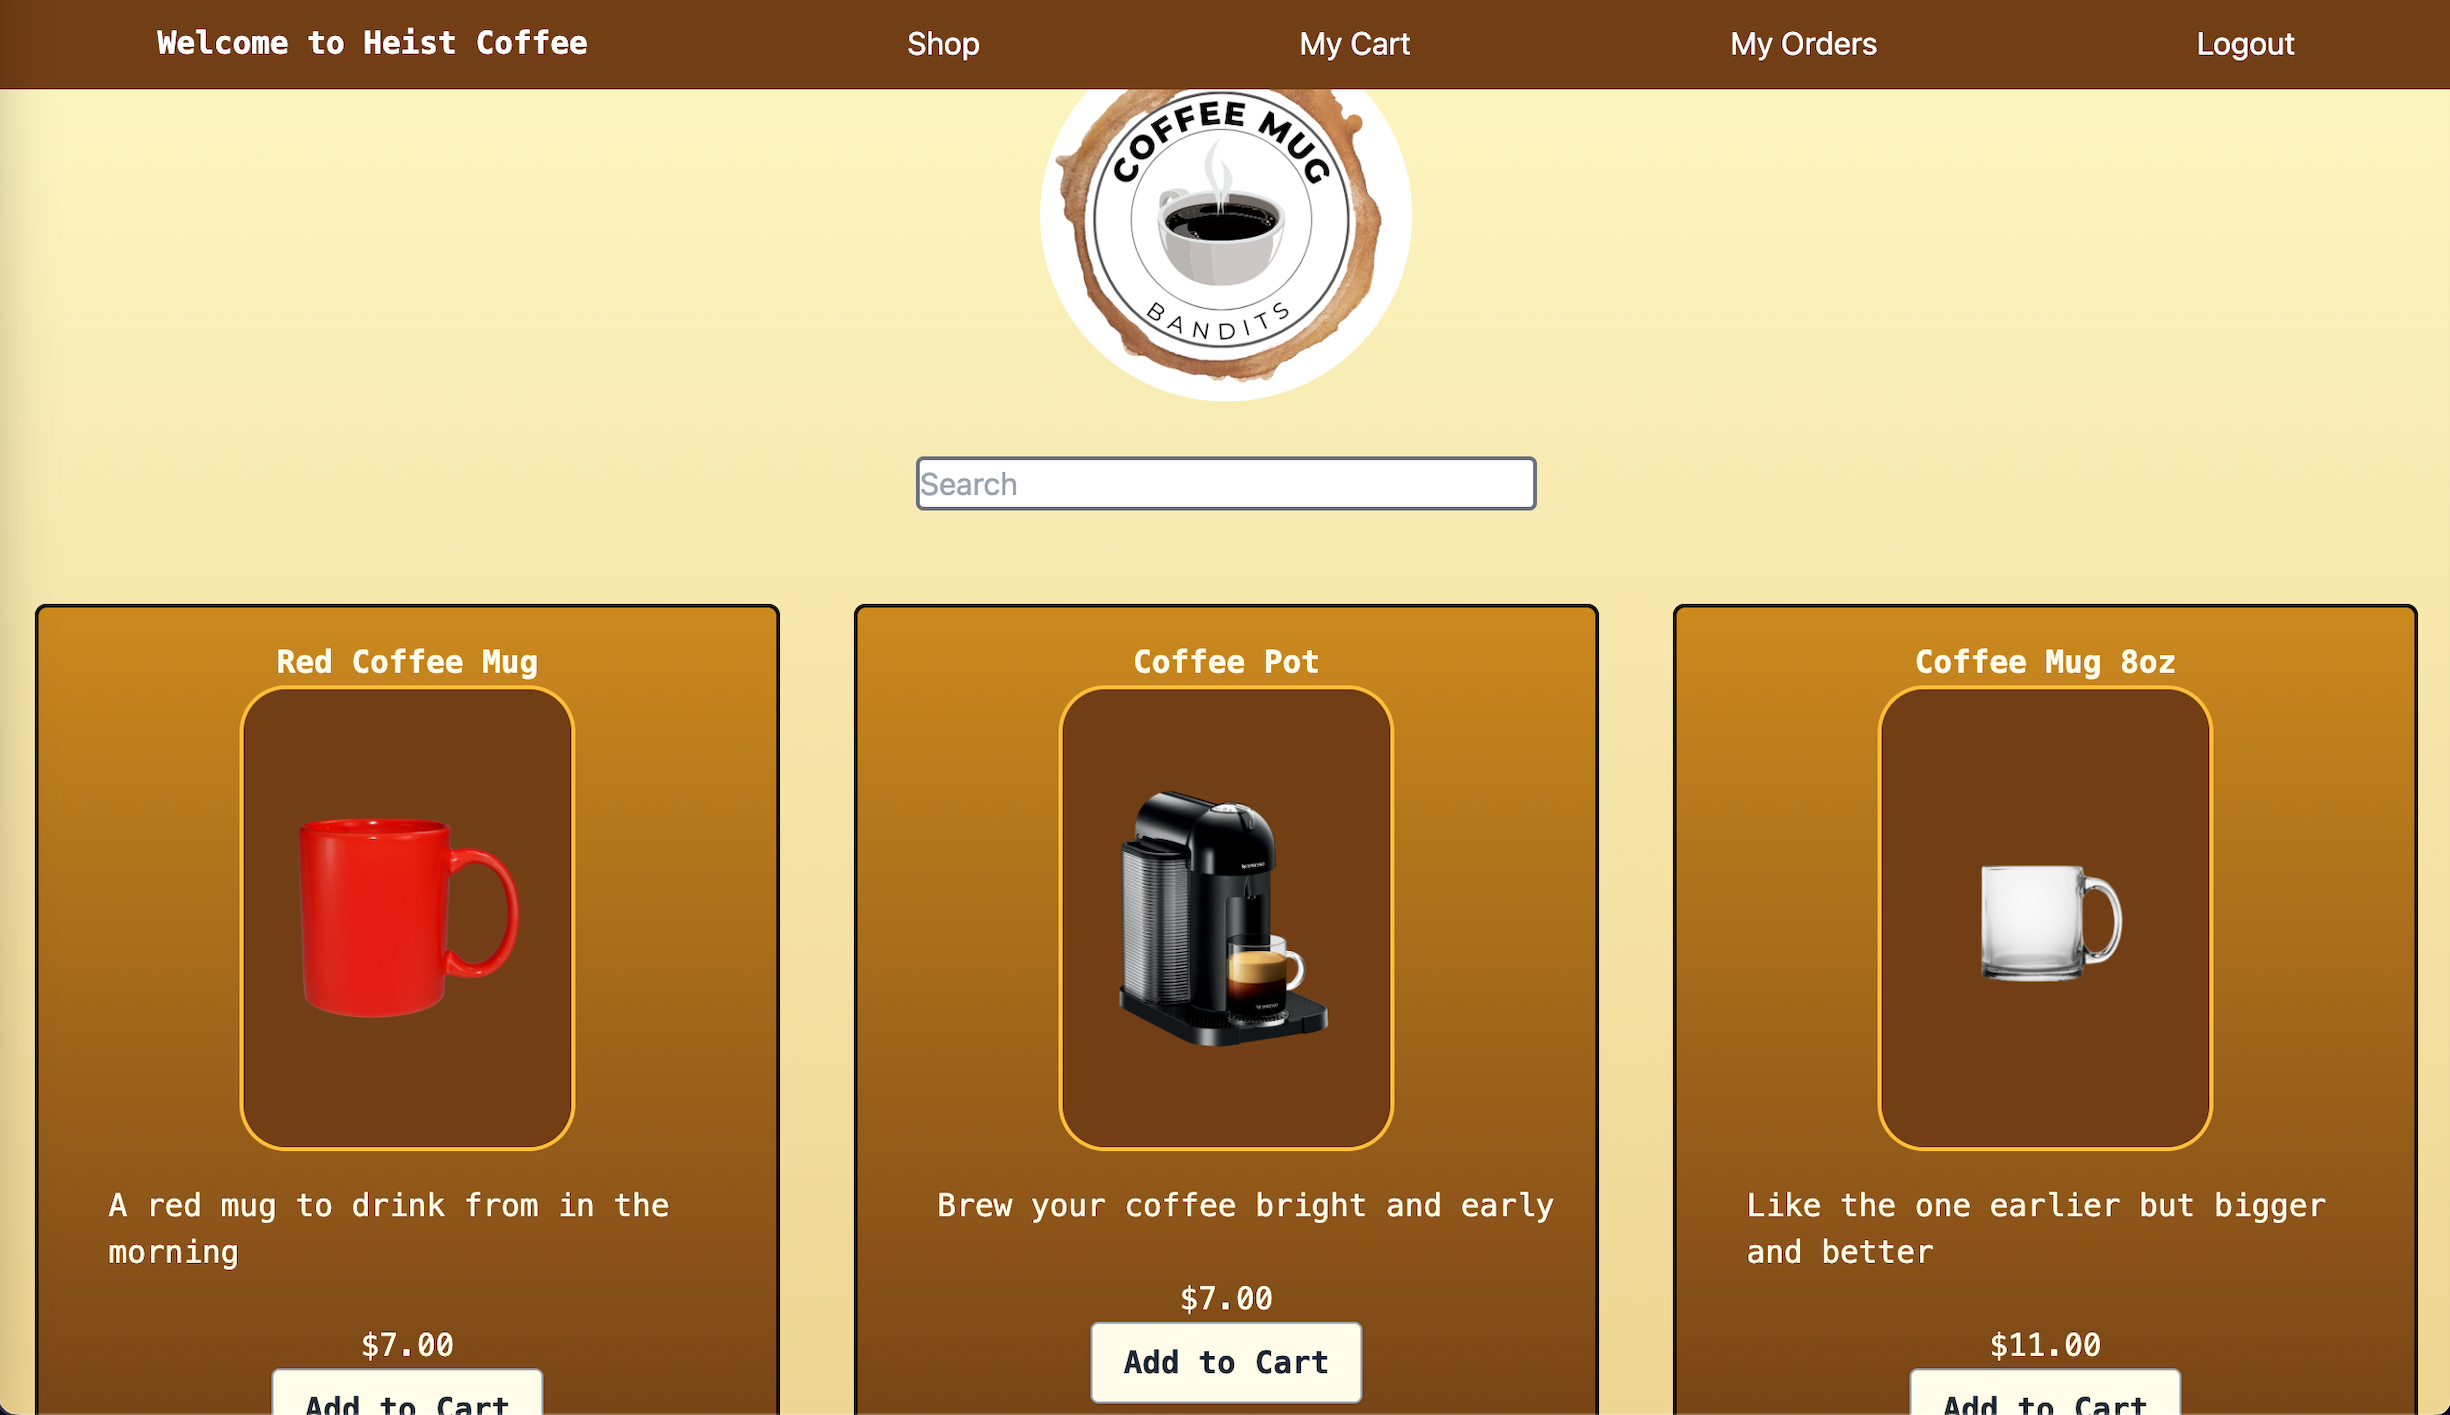 Welcome to Heist Coffee
Shop
My Cart
My Orders
Logout
COFFEE MUG
BANDITS
Search
Red Coffee Mug
Coffee Pot
Coffee Mug 8oz
NESPRESSO
NESPRESSO
A red mug to drink from in the
morning
$7.00
Add to Cart
Brew your coffee bright and early
$7.00
Add to Cart
Like the one earlier but bigger
and better
$11.00
Add to Cart